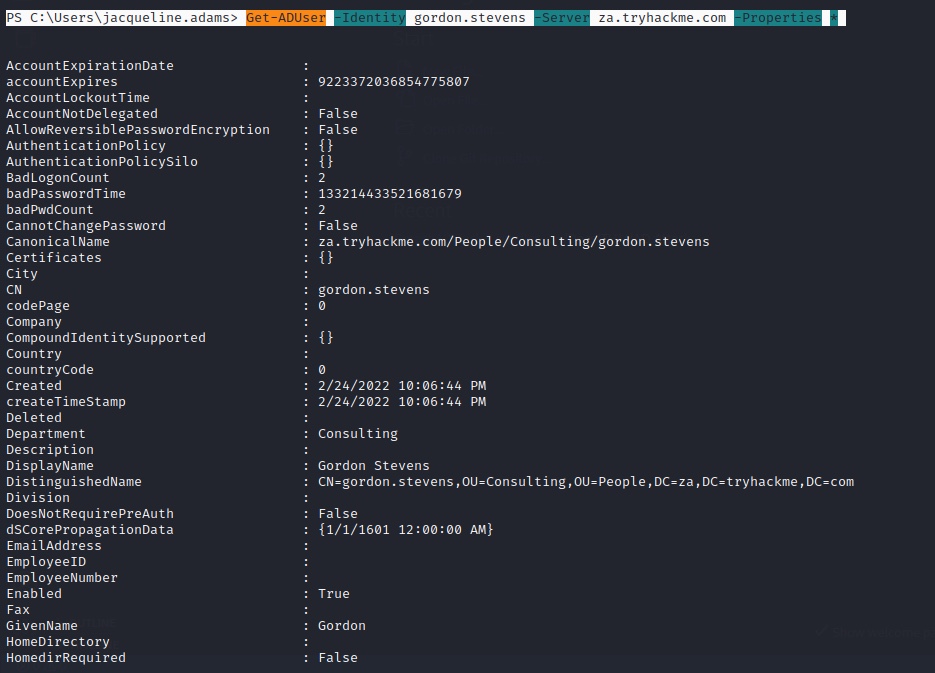 PS C:\Users\jacqueline.adams> Get-ADUser -Identity gordon.stevens -Server za.tryhackme.com -Properties *
AccountExpirationDate :
accountExpires : 9223372036854775807
AccountLockoutTime :
AccountNotDelegated : False
AllowReversiblePasswordEncryption : False
AuthenticationPolicy : {}
AuthenticationPolicySilo : {}
BadLogonCount : 2
badPasswordTime : 133214433521681679
badPwdCount : 2
CannotChangePassword : False
CanonicalName : za.tryhackme.com/People/Consulting/gordon.stevens
Certificates : {}
City :
CN : gordon.stevens
codePage : 0
Company :
CompoundIdentitySupported : {}
Country :
countryCode : 0
Created : 2/24/2022 10:06:44 PM
createTimeStamp : 2/24/2022 10:06:44 PM
Deleted :
Department : Consulting
Description :
DisplayName : Gordon Stevens
DistinguishedName : CN=gordon.stevens,OU=Consulting,OU=People,DC=za,DC=tryhackme,DC=com
Division :
DoesNotRequirePreAuth : False
dSCorePropagationData : {1/1/1601 12:00:00 AM}
EmailAddress :
EmployeeID :
EmployeeNumber :
Enabled : True
Fax :
GivenName : Gordon
HomeDirectory :
HomedirRequired : False